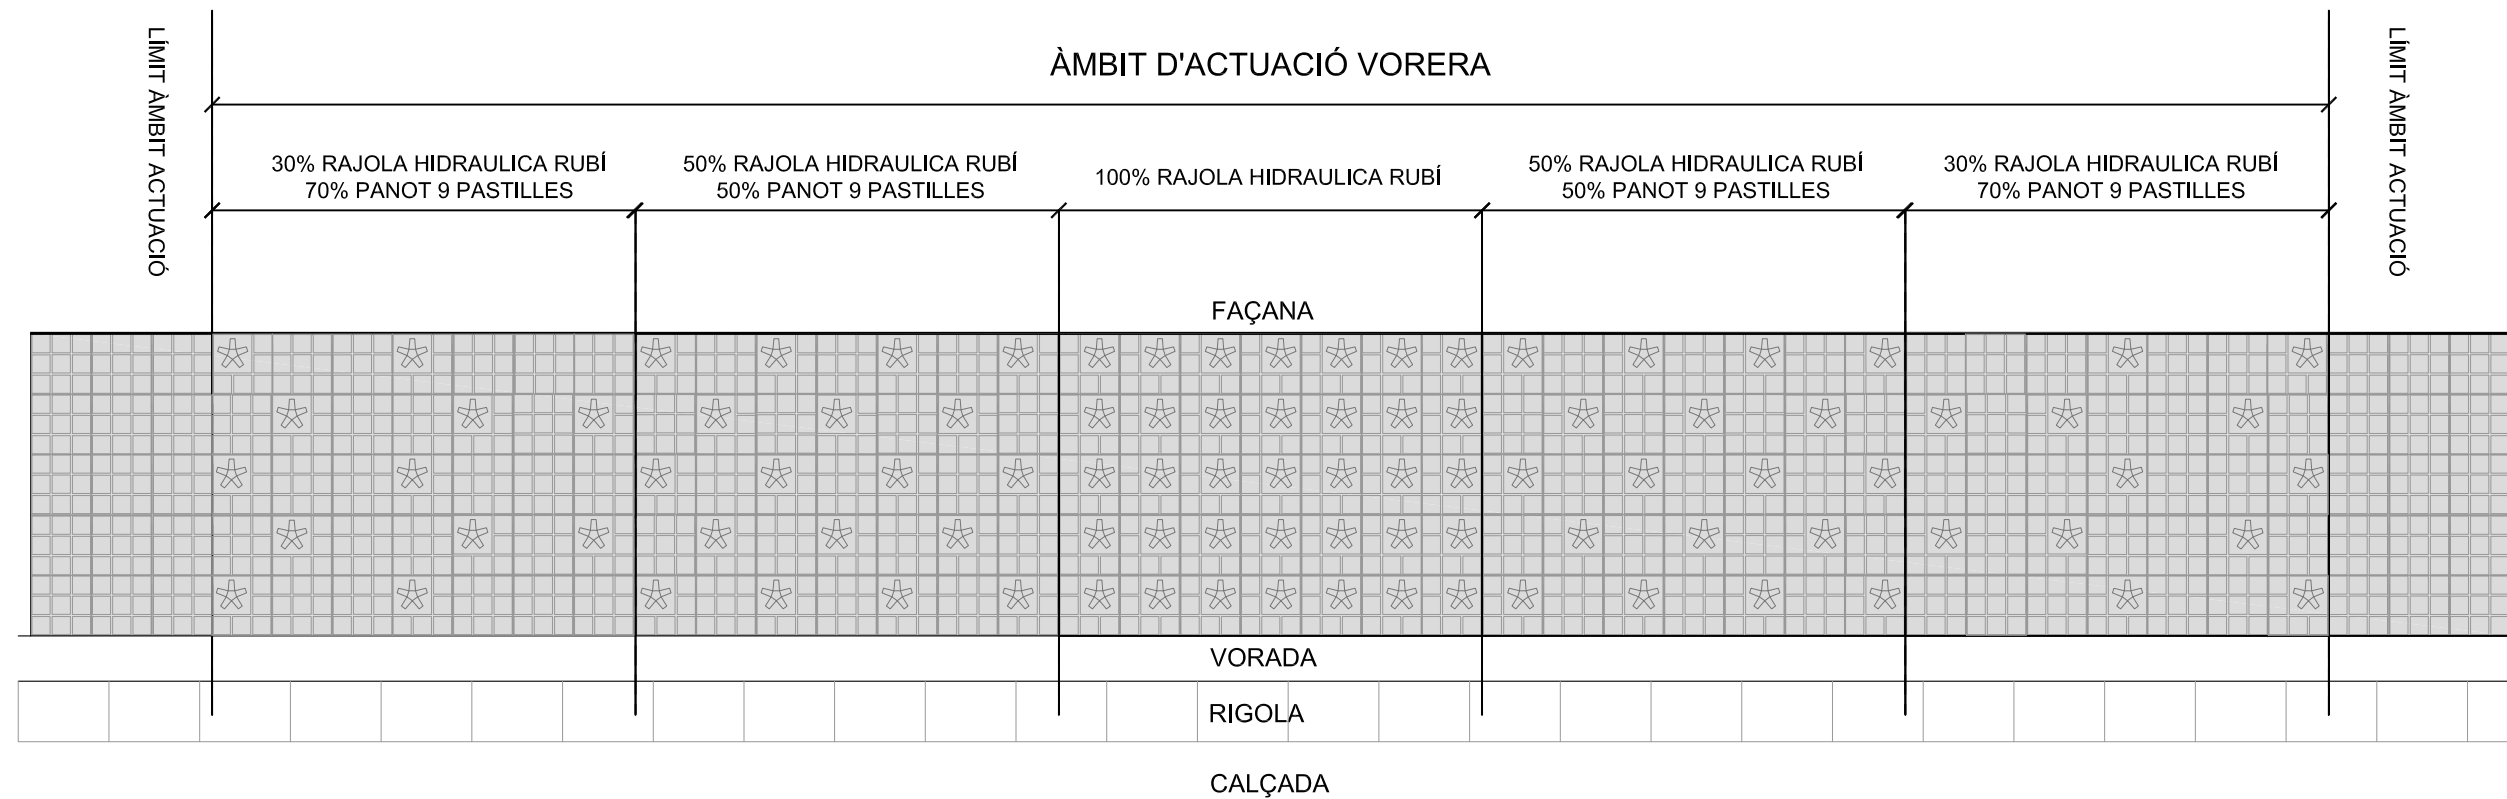 LÍMIT ÀMBIT ACTUACIÓ
ÀMBIT D'ACTUACIÓ VORERA
LÍMIT ÀMBIT ACTUACIÓ
30% RAJOLA HIDRAULICA RUBÍ
70% PANOT 9 PASTILLES
50% RAJOLA HIDRAULICA RUBÍ
50% PANOT 9 PASTILLES
100% RAJOLA HIDRAULICA RUBÍ
50% RAJOLA HIDRAULICA RUBÍ
50% PANOT 9 PASTILLES
30% RAJOLA HIDRAULICA RUBÍ
70% PANOT 9 PASTILLES
FAÇANA
VORADA
RIGOLA
CALÇADA